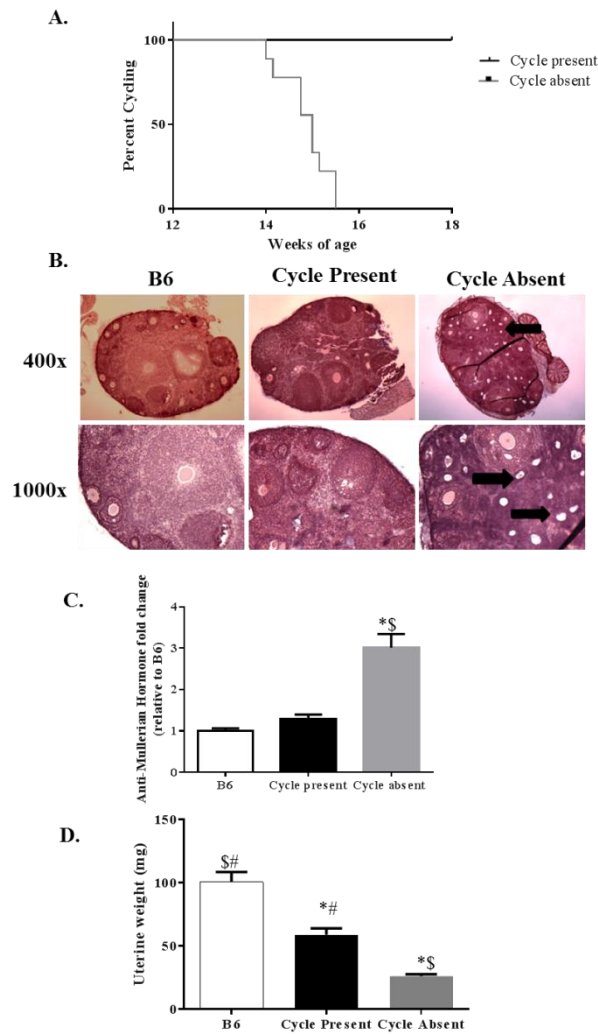 A.
100
50
0
Percent Cycling
12
14
16
18
Weeks of age
Cycle present
Cycle absent
B.
B6
Cycle Present
Cycle Absent
400x
1000x
C.
Anti-Mullerian Hormone fold change
(relative to B6)
4
3
2
1
0
*$
B6
Cycle present
Cycle absent
D.
Uterine weight (mg)
150
100
50
0
$#
*#
*$
B6
Cycle Present
Cycle Absent